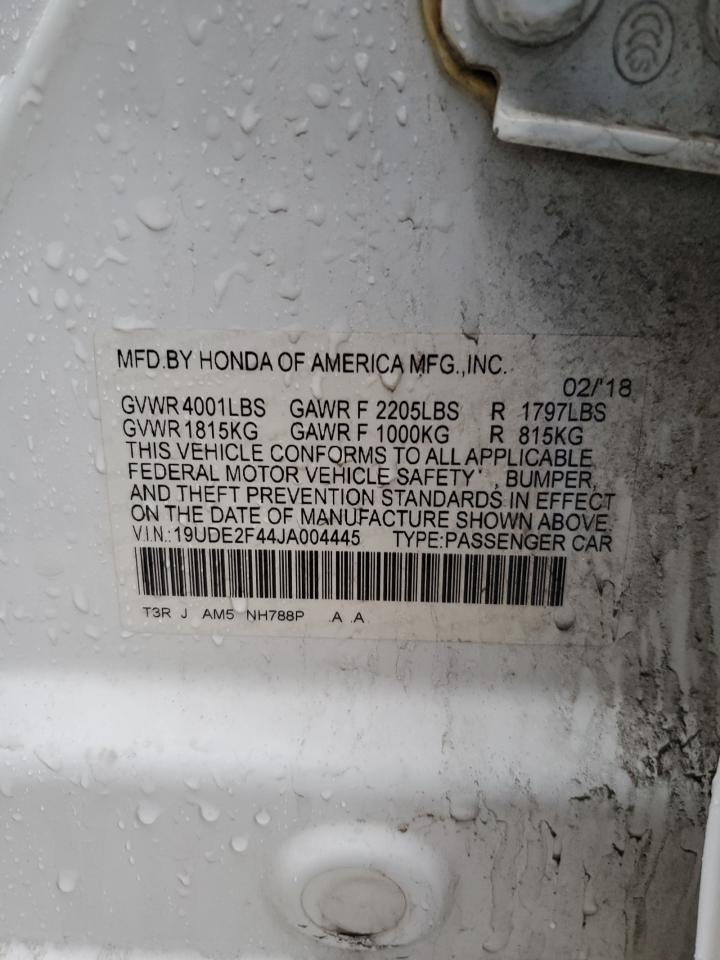 MFD.BY HONDA OF AMERICA MFG.,INC.
02/'18
GVWR 4001LBS GAWR F 2205LBS R 1797LBS
GVWR 1815KG GAWR F 1000KG R 815KG
THIS VEHICLE CONFORMS TO ALL APPLICABLE
FEDERAL MOTOR VEHICLE SAFETY' , BUMPER,
AND THEFT PREVENTION STANDARDS IN EFFECT
ON THE DATE OF MANUFACTURE SHOWN ABOVE.
V.I.N.:19UDE2F44JA004445 TYPE:PASSENGER CAR
T3R J AM5 NH788P .A .A